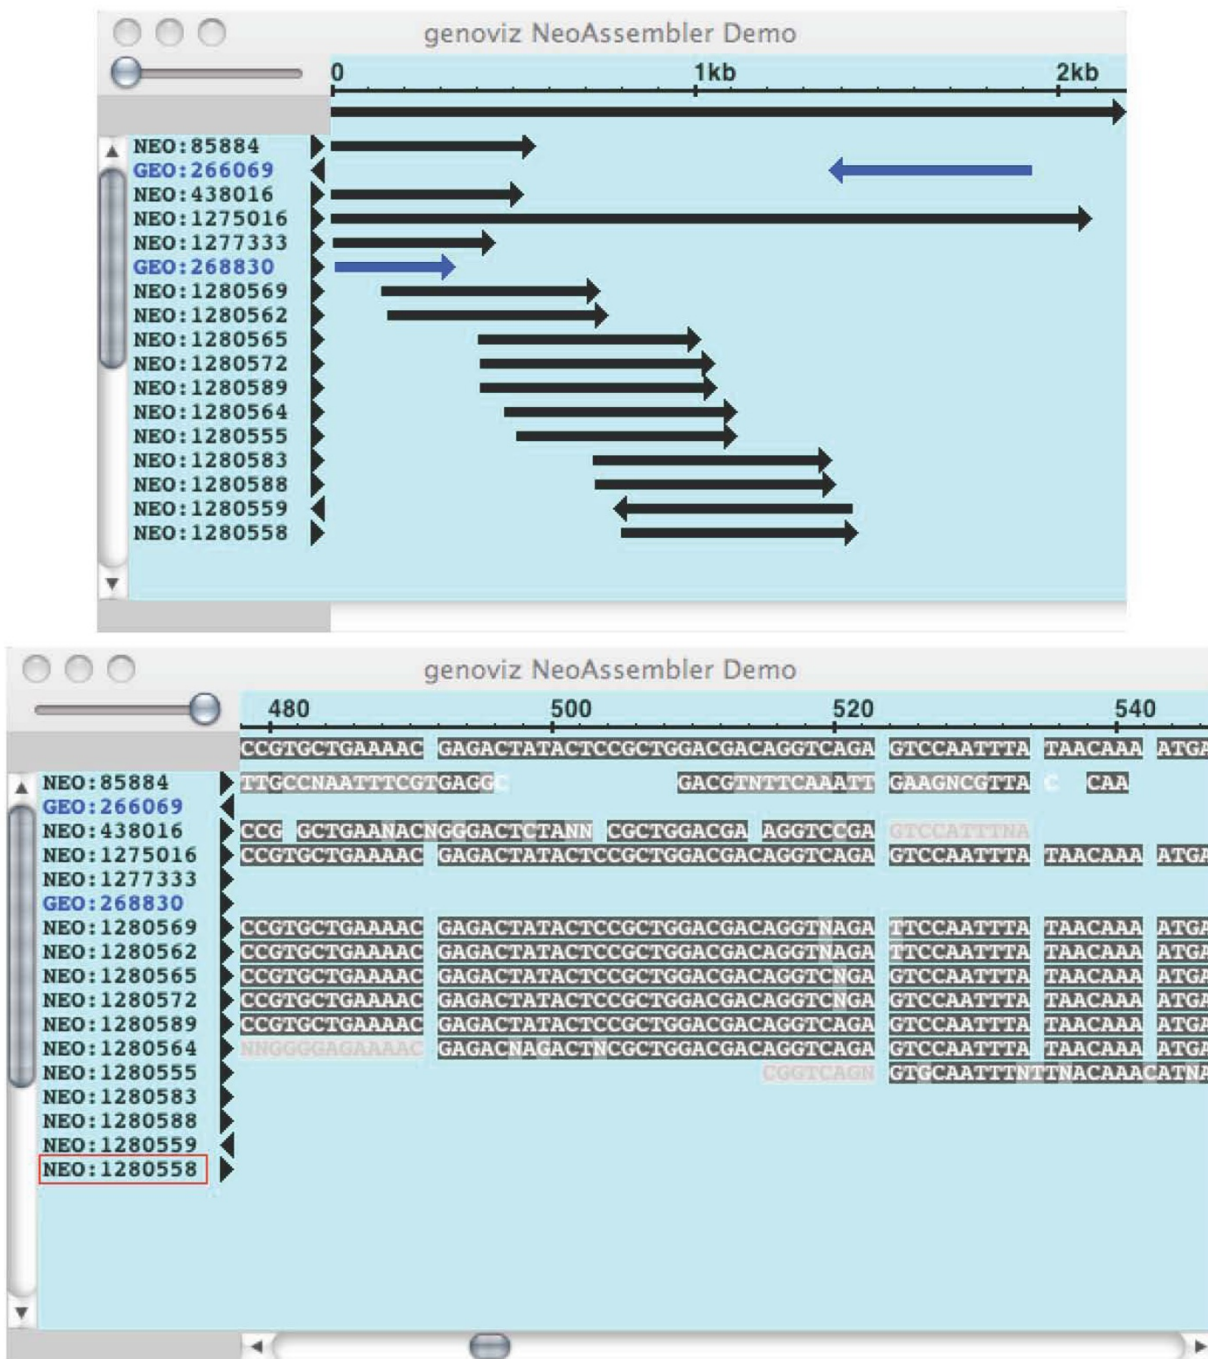 genoviz NeoAssembler Demo
0 1kb 2kb
NEO:85884
GEO:266069
NEO:438016
NEO:1275016
NEO:1277333
GEO:268830
NEO:1280569
NEO:1280562
NEO:1280565
NEO:1280572
NEO:1280589
NEO:1280564
NEO:1280555
NEO:1280583
NEO:1280588
NEO:1280559
NEO:1280558
genoviz NeoAssembler Demo
480 500 520 540
CCGTGCTGAAAAC GAGACTATACTCCGCTGGACGACAGGTCAGA GTCCAATTTA TAACAAA ATGA
NEO:85884 TTGCCNAATTTCGTGAGGC GACGTNTTCAAATT GAAGNCGTTA C CAA
GEO:266069
NEO:438016 CCG GCTGAANACNGGGACTCTANN CGCTGGACGA AGGTCCGA GTCCATTTNA
NEO:1275016 CCGTGCTGAAAAC GAGACTATACTCCGCTGGACGACAGGTCAGA GTCCAATTTA TAACAAA ATGA
NEO:1277333
GEO:268830
NEO:1280569 CCGTGCTGAAAAC GAGACTATACTCCGCTGGACGACAGGTNAGA TTCCAATTTA TAACAAA ATGA
NEO:1280562 CCGTGCTGAAAAC GAGACTATACTCCGCTGGACGACAGGTNAGA TTCCAATTTA TAACAAA ATGA
NEO:1280565 CCGTGCTGAAAAC GAGACTATACTCCGCTGGACGACAGGTCNGA GTCCAATTTA TAACAAA ATGA
NEO:1280572 CCGTGCTGAAAAC GAGACTATACTCCGCTGGACGACAGGTCNGA GTCCAATTTA TAACAAA ATGA
NEO:1280589 CCGTGCTGAAAAC GAGACTATACTCCGCTGGACGACAGGTCAGA GTCCAATTTA TAACAAA ATGA
NEO:1280564 NNGGGGAGAAAAC GAGACNAGACTNCGCTGGACGACAGGTCAGA GTCCAATTTA TAACAAA ATGA
NEO:1280555 CGGTCAGN GTGCAATTTNTTNACAAACATNA
NEO:1280583
NEO:1280588
NEO:1280559
NEO:1280558